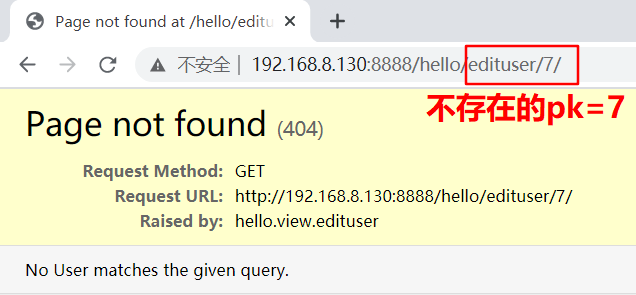 Page not found at /hello/edituse
不安全 | 192.168.8.130:8888/hello/edituser/7/
不存在的pk=7
Page not found (404)
Request Method: GET
Request URL: http://192.168.8.130:8888/hello/edituser/7/
Raised by: hello.view.edituser
No User matches the given query.